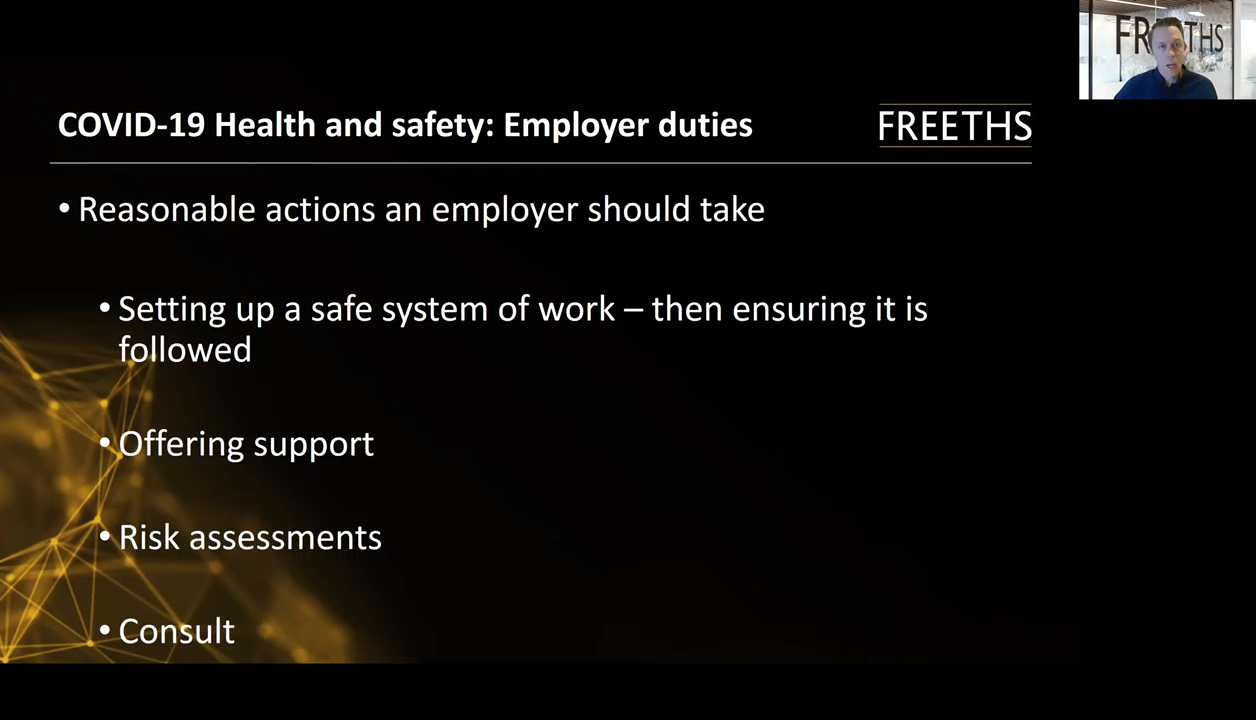 FREETHS
COVID-19 Health and safety: Employer duties
FREETHS
• Reasonable actions an employer should take
• Setting up a safe system of work – then ensuring it is
followed
• Offering support
• Risk assessments
• Consult